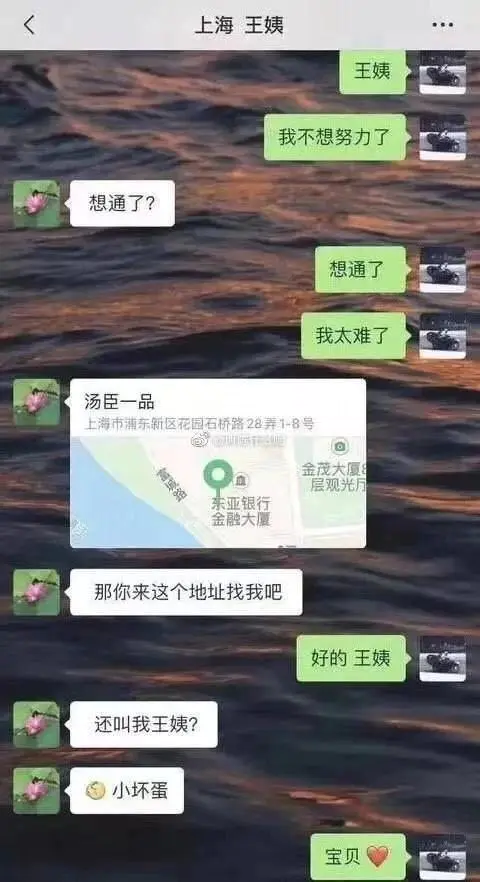 上海 王姨
王姨
我不想努力了
想通了?
想通了
我太难了
汤臣一品
上海市浦东新区花园石桥路28弄1-8号
富城路
金茂大厦8
层观光厅
东亚银行
金融大厦
那你来这个地址找我吧
好的 王姨
还叫我王姨?
小坏蛋
宝贝